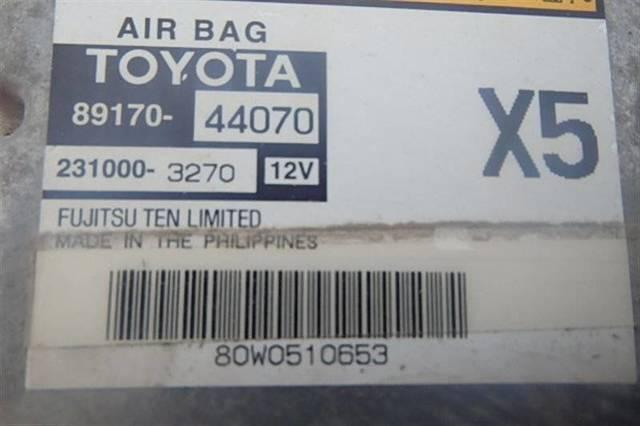 AIR BAG
TOYOTA
89170- 44070
X5
231000- 3270 12V
FUJITSU TEN LIMITED
MADE IN THE PHILIPPINES
80W0510653